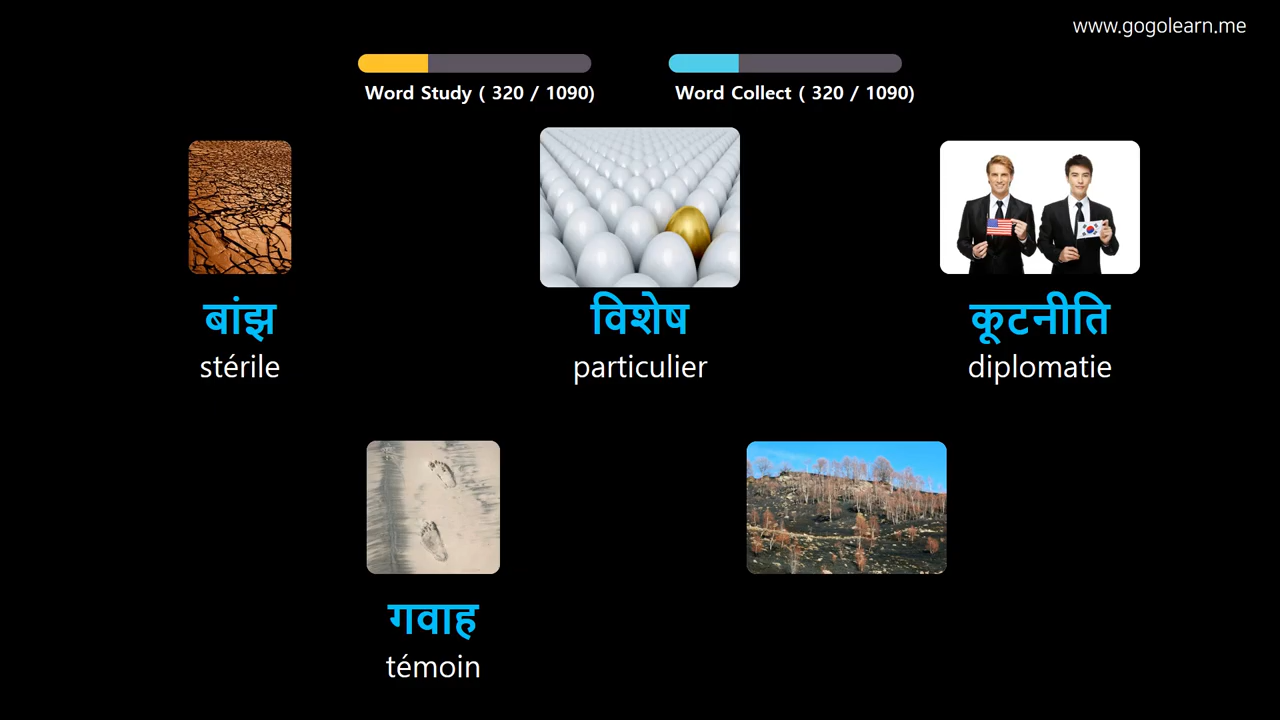 www.gogolearn.me
Word Study ( 320 / 1090)
Word Collect ( 320 / 1090)
बांझ
stérile
विशेष
particulier
कूटनीति
diplomatie
गवाह
témoin